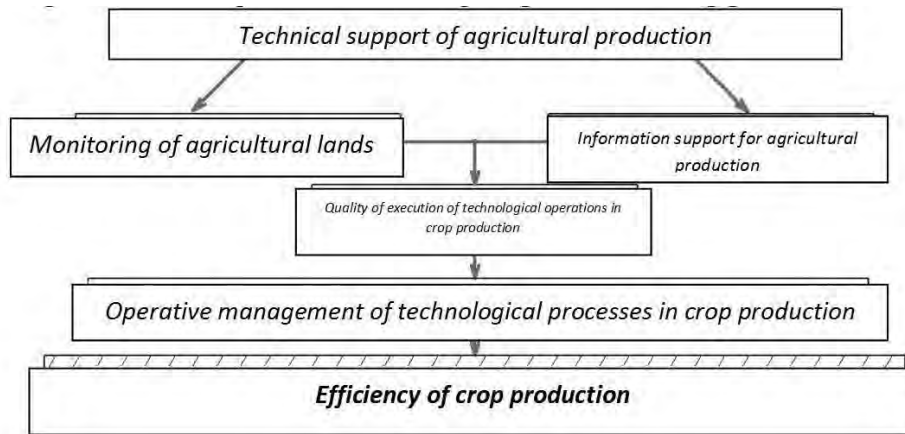 Technical support of agricultural production
Monitoring of agricultural lands
Information support for agricultural
production
Quality of execution of technological operations in
crop production
Operative management of technological processes in crop production
Efficiency of crop production